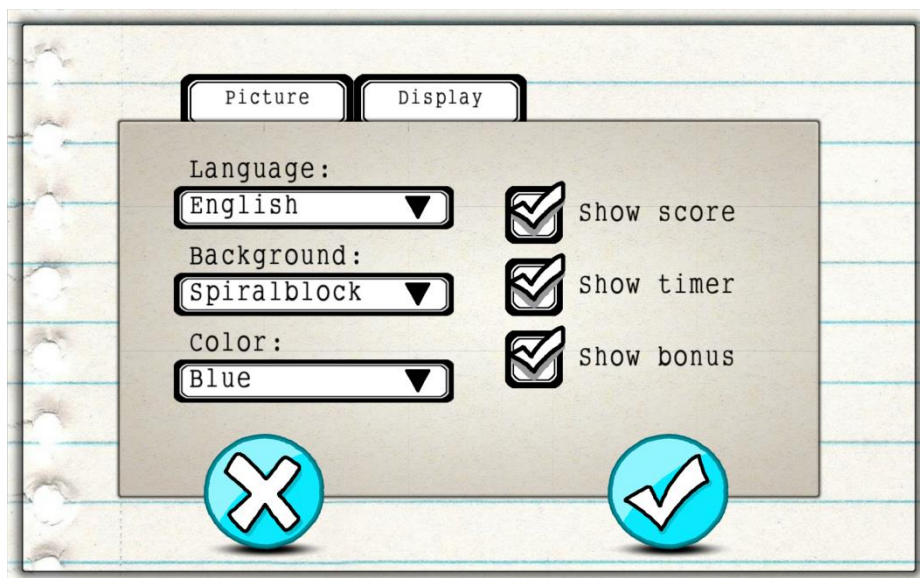 Picture
Display
Language:
English
Background:
Spiralblock
Color:
Blue
Show score
Show timer
Show bonus